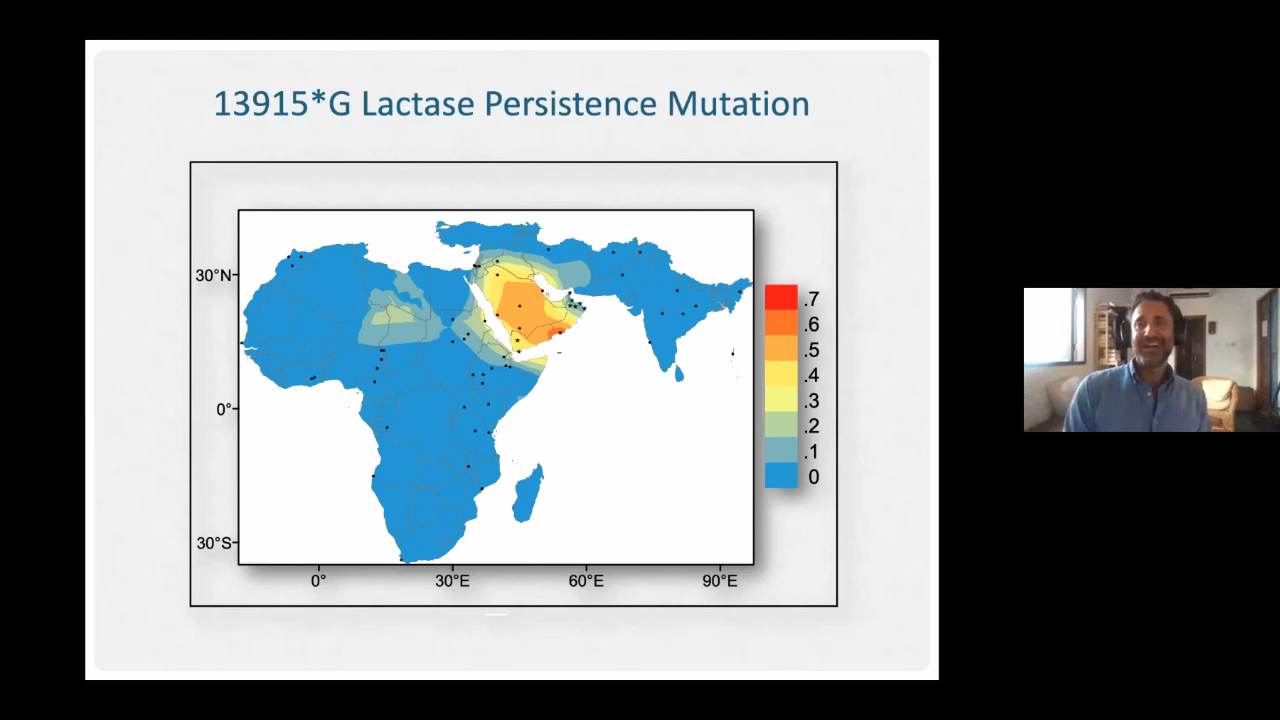 13915*G Lactase Persistence Mutation
30°N
0°
30°S
0°
30°E
60°E
90°E
.7
.6
.5
.4
.3
.2
.1
0